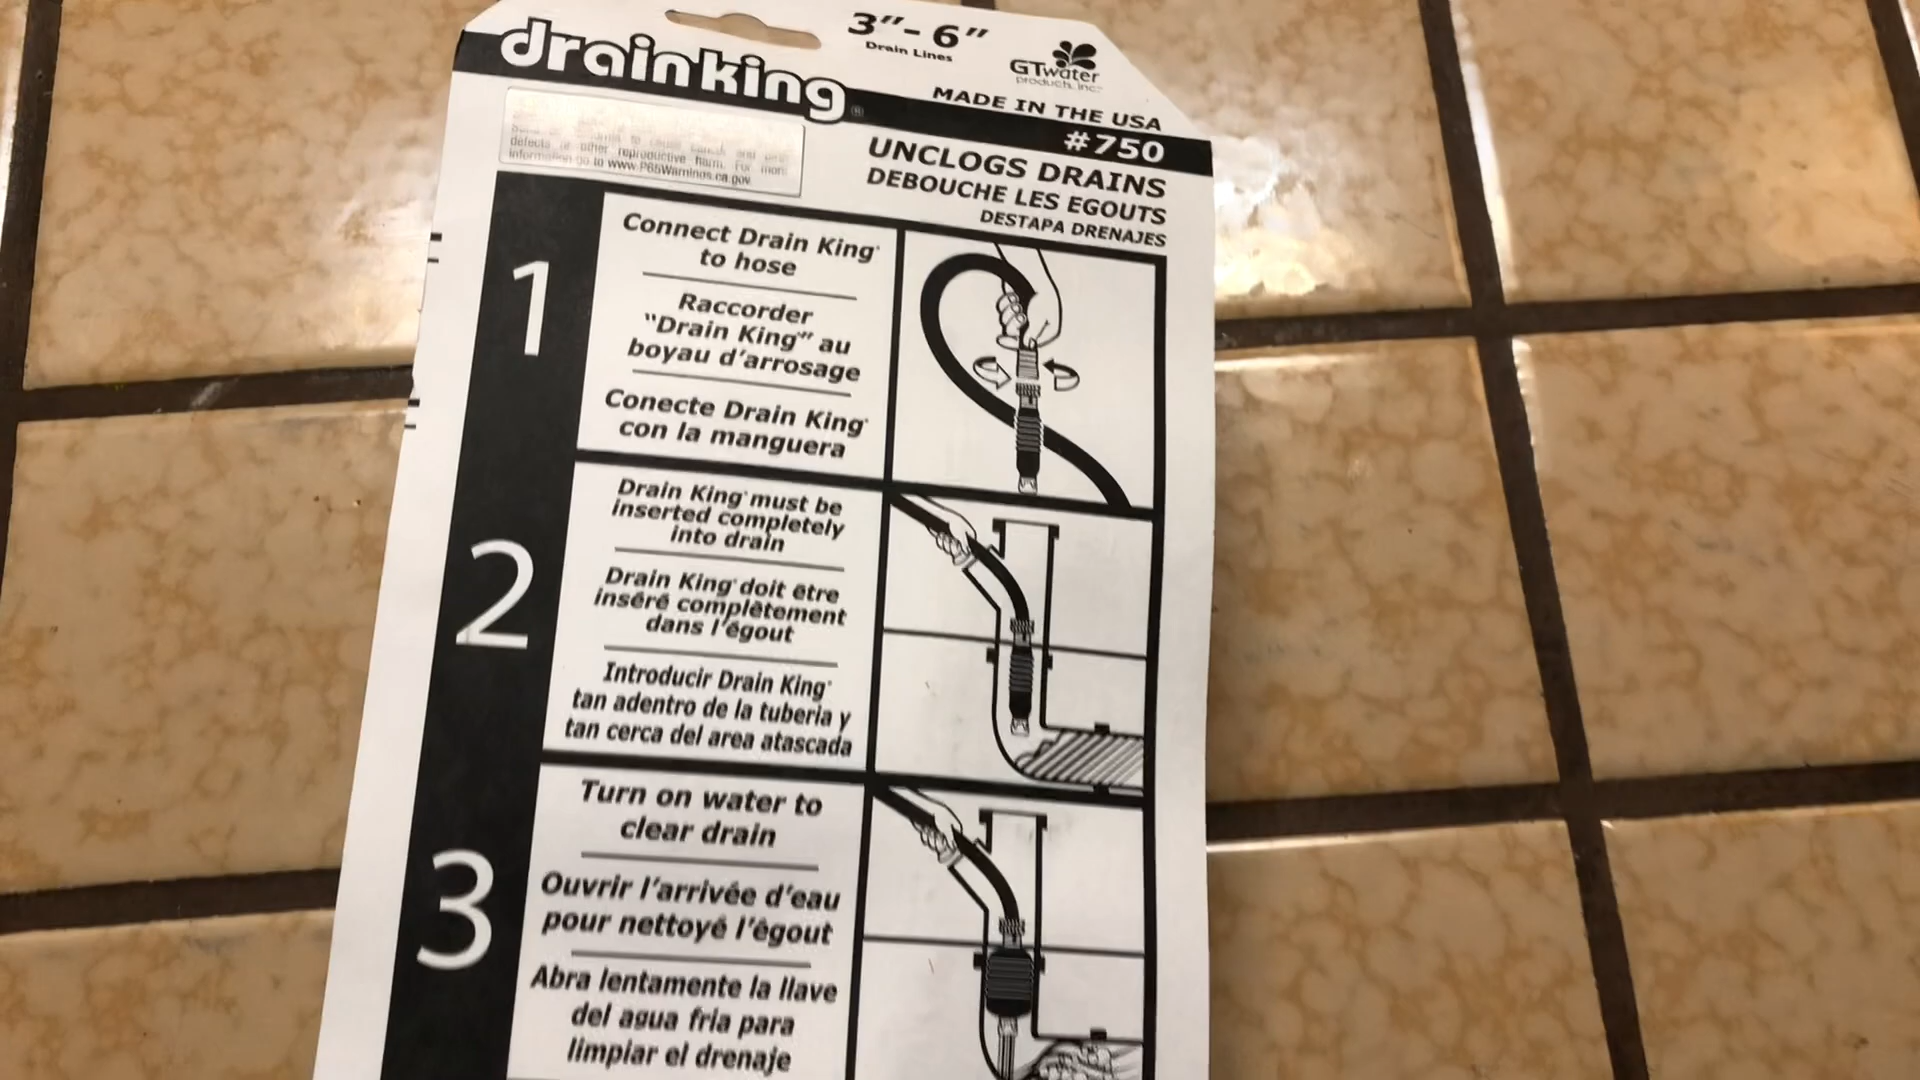 drainking®
3"- 6"
Drain Lines
GTwater
products, inc.
MADE IN THE USA
#750
UNCLOGS DRAINS
DEBOUCHE LES EGOUTS
DESTAPA DRENAJES
defects or other reproductive harm. For more
information go to www.P65Warnings.ca.gov
1
Connect Drain King®
to hose
Raccorder
“Drain King” au
boyau d’arrosage
Conecte Drain King®
con la manguera
2
Drain King® must be
inserted completely
into drain
Drain King® doit être
inséré complètement
dans l’égout
Introducir Drain King®
tan adentro de la tuberia y
tan cerca del area atascada
3
Turn on water to
clear drain
Ouvrir l’arrivée d’eau
pour nettoyé l’êgout
Abra lentamente la llave
del agua fria para
limpiar el drenaje